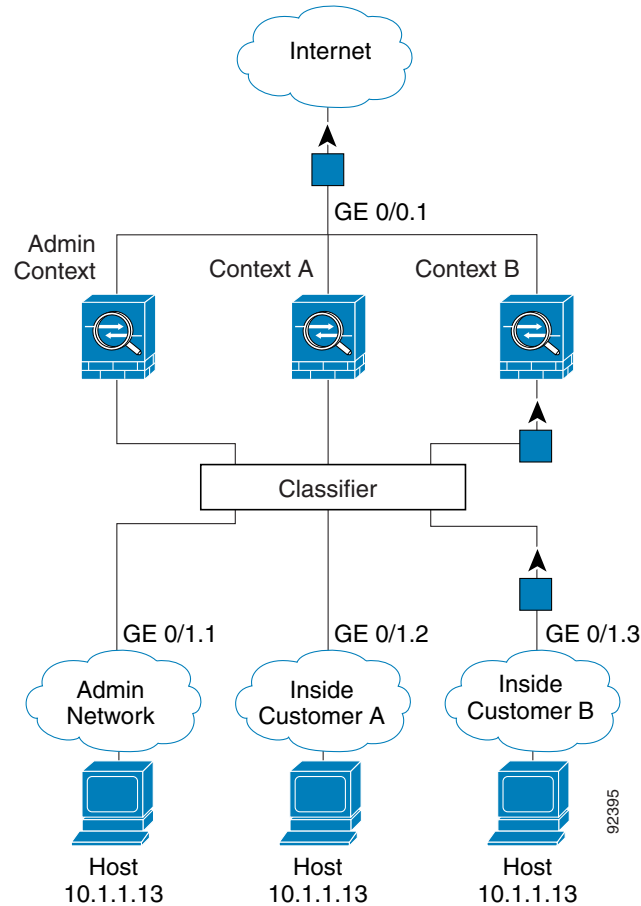 Internet
GE 0/0.1
Admin
Context
Context A
Context B
Classifier
GE 0/1.1
GE 0/1.2
GE 0/1.3
Admin
Network
Inside
Customer A
Inside
Customer B
Host
10.1.1.13
Host
10.1.1.13
Host
10.1.1.13
92395